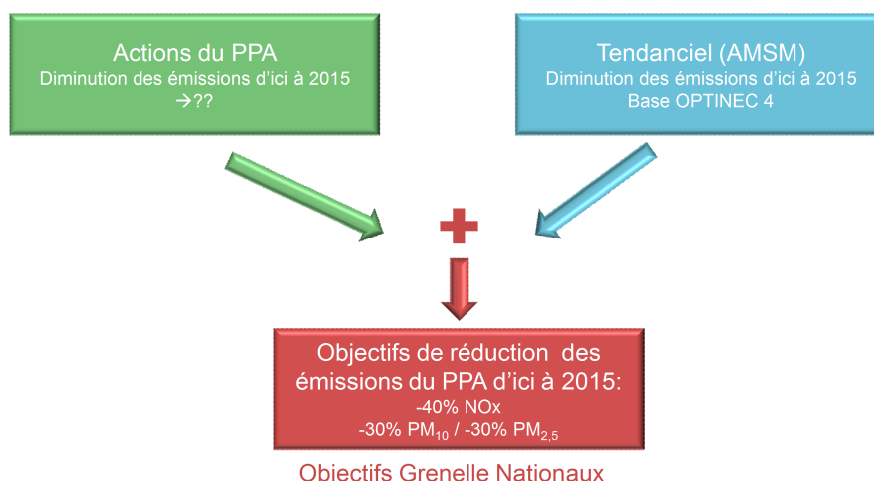 Actions du PPA
Diminution des émissions d'ici à 2015
→??
Tendanciel (AMSM)
Diminution des émissions d'ici à 2015
Base OPTINEC 4
+
Objectifs de réduction des
émissions du PPA d'ici à 2015:
-40% NOx
-30% PM₁₀ / -30% PM₂,₅
Objectifs Grenelle Nationaux